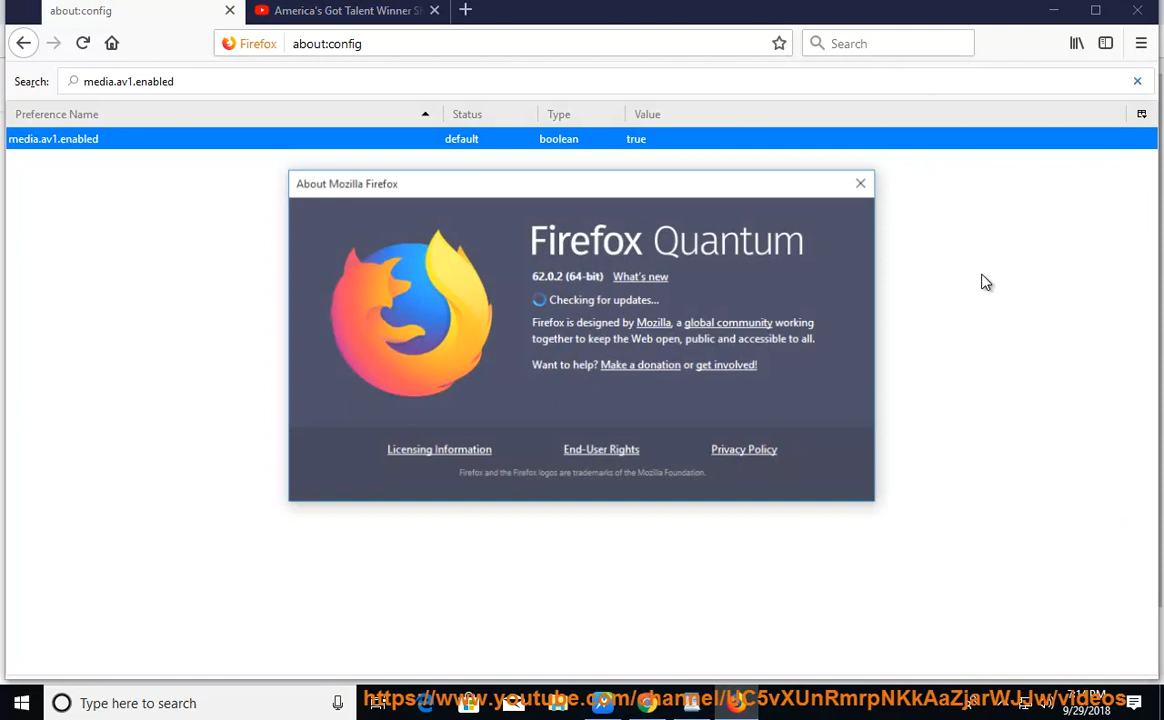 about:config
America's Got Talent Winner S
Firefox
about:config
Search
Search:
media.av1.enabled
Preference Name
Status
Type
Value
media.av1.enabled
default
boolean
true
About Mozilla Firefox
Firefox Quantum
62.0.2 (64-bit) What's new
Checking for updates...
Firefox is designed by Mozilla, a global community working
together to keep the Web open, public and accessible to all.
Want to help? Make a donation or get involved!
Licensing Information
End-User Rights
Privacy Policy
Firefox and the Firefox logos are trademarks of the Mozilla Foundation.
Type here to search
9/29/2018